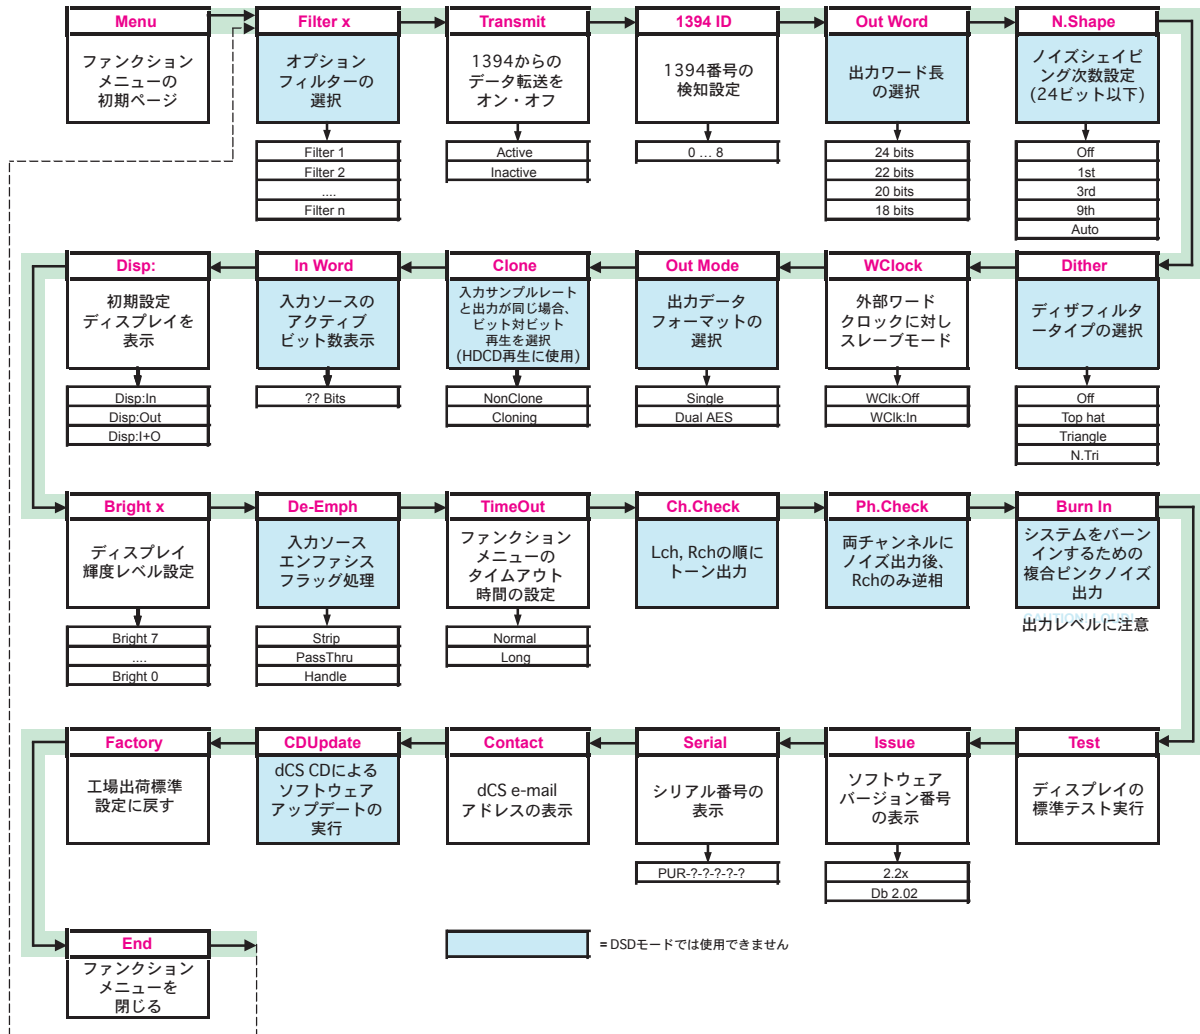 Menu
ファンクション
メニューの
初期ページ
Filter x
オプション
フィルターの
選択
Filter 1
Filter 2
....
Filter n
Transmit
1394からの
データ転送を
オン・オフ
Active
Inactive
1394 ID
1394番号の
検知設定
0 ... 8
Out Word
出力ワード長
の選択
24 bits
22 bits
20 bits
18 bits
N.Shape
ノイズシェイピ
ング次数設定
(24ビット以下)
Off
1st
3rd
9th
Auto
Disp:
初期設定
ディスプレイを
表示
Disp:In
Disp:Out
Disp:I+O
In Word
入力ソースの
アクティブ
ビット数表示
?? Bits
Clone
入力サンプルレート
と出力が同じ場合、
ビット対ビット
再生を選択
(HDCD再生に使用)
NonClone
Cloning
Out Mode
出力データ
フォーマットの
選択
Single
Dual AES
WClock
外部ワード
クロックに対し
スレーブモード
WClk:Off
WClk:In
Dither
ディザフィルタ
ータイプの選択
Off
Top hat
Triangle
N.Tri
Bright x
ディスプレイ
輝度レベル設定
Bright 7
....
Bright 0
De-Emph
入力ソース
エンファシス
フラッグ処理
Strip
PassThru
Handle
TimeOut
ファンクション
メニューの
タイムアウト
時間の設定
Normal
Long
Ch.Check
Lch, Rchの順に
トーン出力
Ph.Check
両チャンネルに
ノイズ出力後、
Rchのみ逆相
Burn In
システムをバーン
インするための
複合ピンクノイズ
出力
出力レベルに注意
Factory
工場出荷標準
設定に戻す
CDUpdate
dCS CDによる
ソフトウェア
アップデートの
実行
Contact
dCS e-mail
アドレスの表示
Serial
シリアル番号の
表示
PUR-?-?-?-?-?
Issue
ソフトウェア
バージョン番号
の表示
2.2x
Db 2.02
Test
ディスプレイの
標準テスト実行
End
ファンクション
メニューを
閉じる
= DSDモードでは使用できません